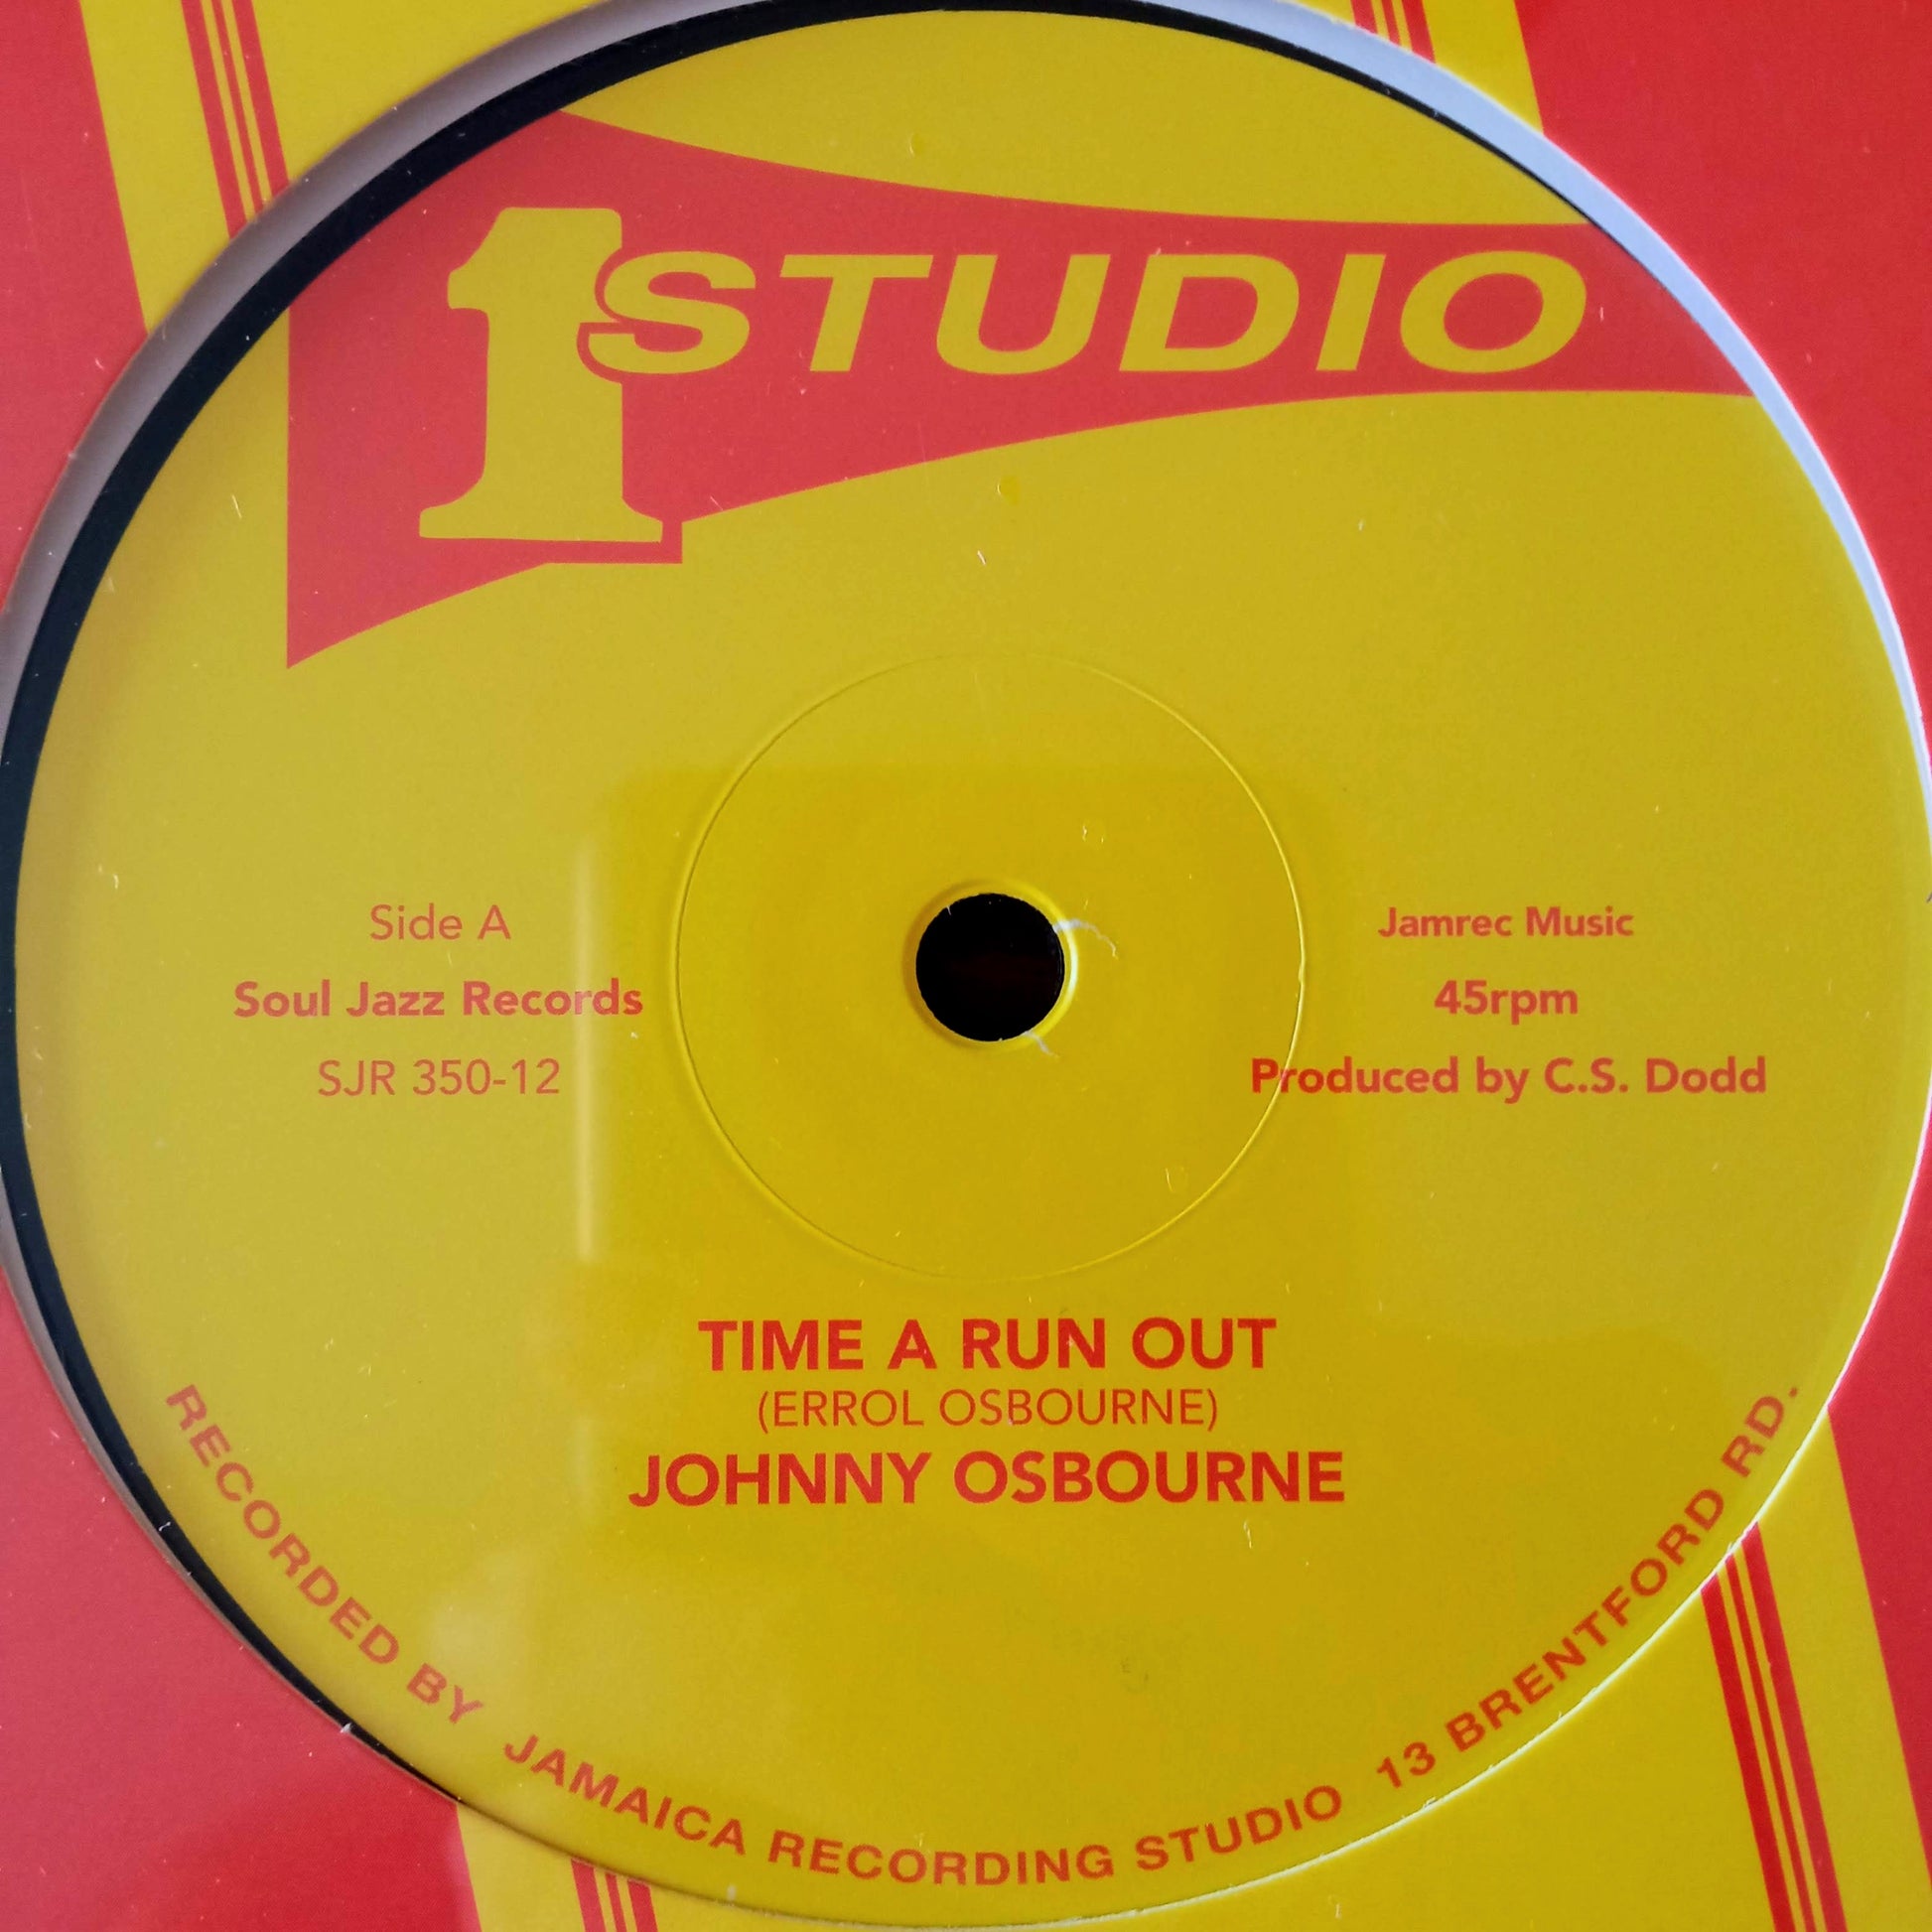 1 STUDIO
Side A
Soul Jazz Records
SJR 350-12
Jamrec Music
45rpm
Produced by C.S. Dodd
TIME A RUN OUT
(ERROL OSBOURNE)
JOHNNY OSBOURNE
RECORDED BY JAMAICA RECORDING STUDIO 13 BRENTFORD RD.